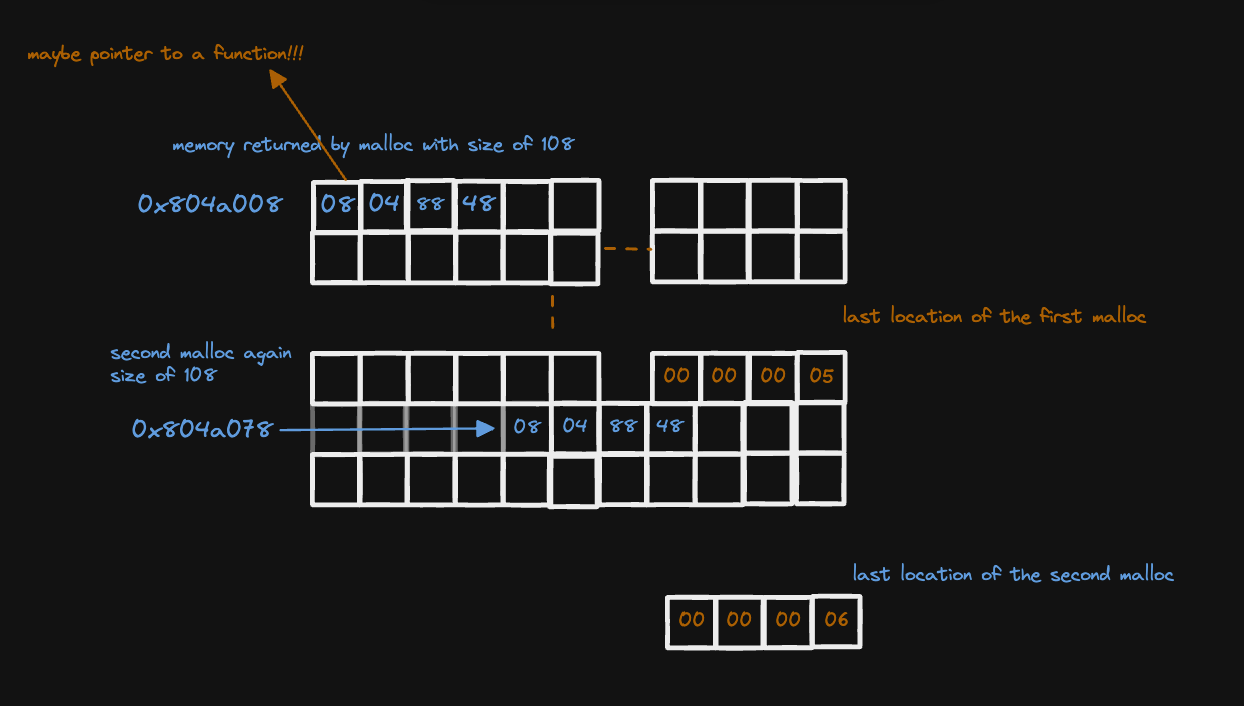 maybe pointer to a function!!!
memory returned by malloc with size of 108
0x804a008
08 04 88 48
last location of the first malloc
second malloc again
size of 108
00 00 00 05
0x804a078
08 04 88 48
last location of the second malloc
00 00 00 06